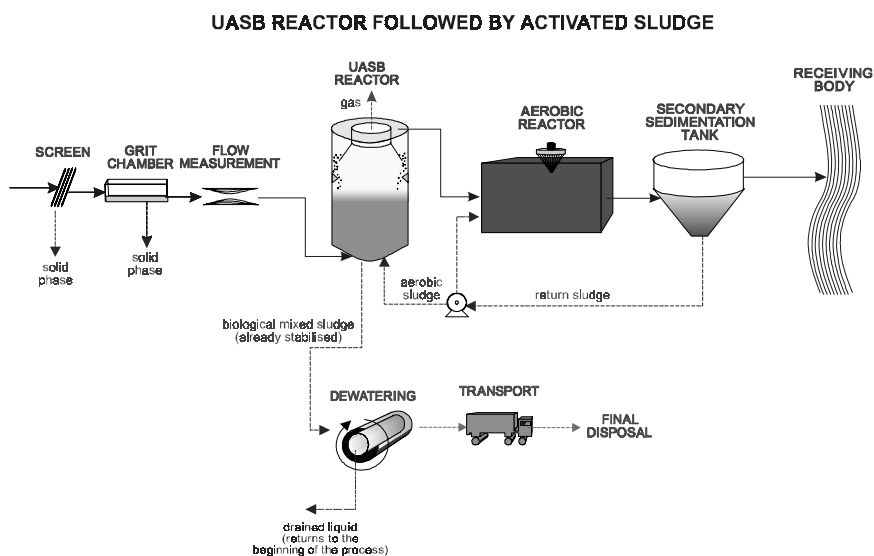 UASB REACTOR FOLLOWED BY ACTIVATED SLUDGE
UASB
REACTOR
gas
RECEIVING
BODY
AEROBIC
REACTOR
SECONDARY
SEDIMENTATION
TANK
SCREEN
GRIT
CHAMBER
FLOW
MEASUREMENT
solid
phase
solid
phase
aerobic
sludge
return sludge
biological mixed sludge
(already stabilised)
DEWATERING
TRANSPORT
FINAL
DISPOSAL
drained liquid
(returns to the
beginning of the process)